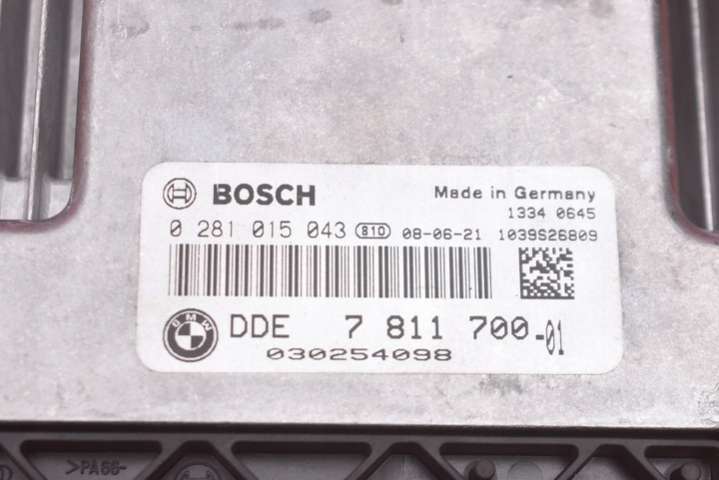 BOSCH
Made in Germany
1334 0645
0 281 015 043 810 08-06-21 1039S26809
BMW
DDE 7 811 700-01
030254098
>PA66-